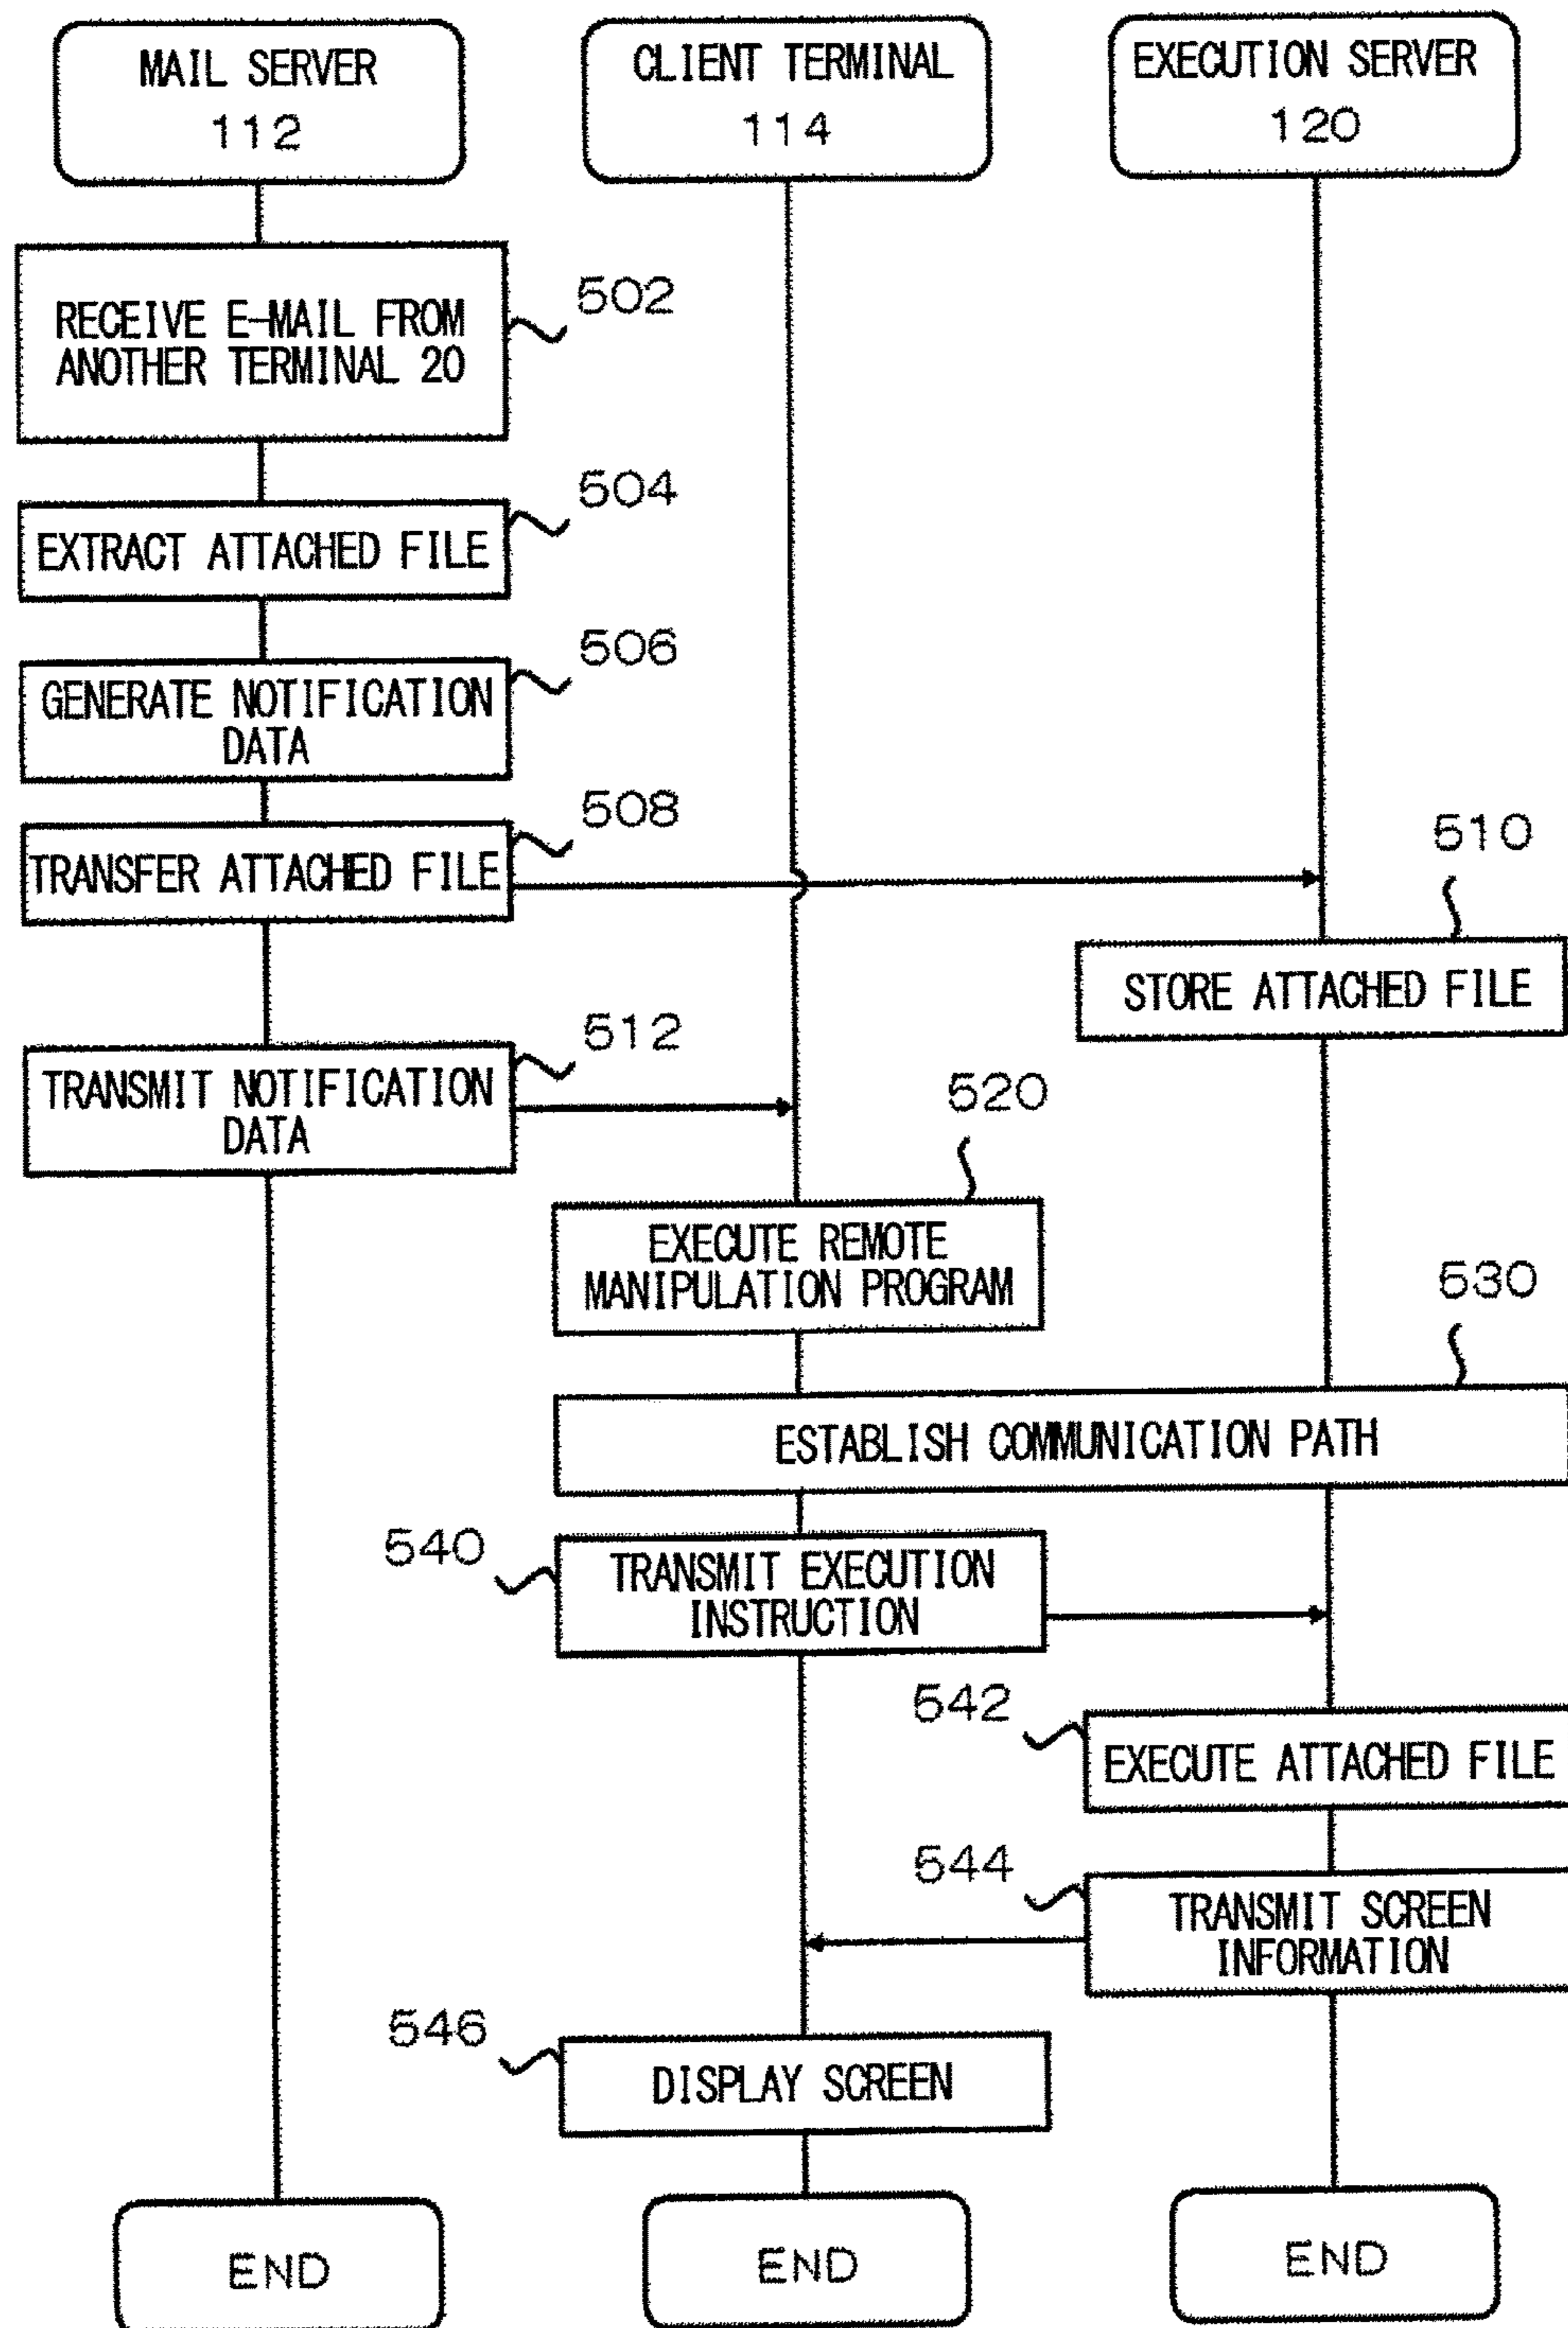 MAIL SERVER
112
CLIENT TERMINAL
114
EXECUTION SERVER
120
RECEIVE E-MAIL FROM
ANOTHER TERMINAL 20
502
EXTRACT ATTACHED FILE
504
GENERATE NOTIFICATION
DATA
506
TRANSFER ATTACHED FILE
508
510
STORE ATTACHED FILE
TRANSMIT NOTIFICATION
DATA
512
520
EXECUTE REMOTE
MANIPULATION PROGRAM
530
ESTABLISH COMMUNICATION PATH
540
TRANSMIT EXECUTION
INSTRUCTION
542
EXECUTE ATTACHED FILE
544
TRANSMIT SCREEN
INFORMATION
546
DISPLAY SCREEN
END
END
END